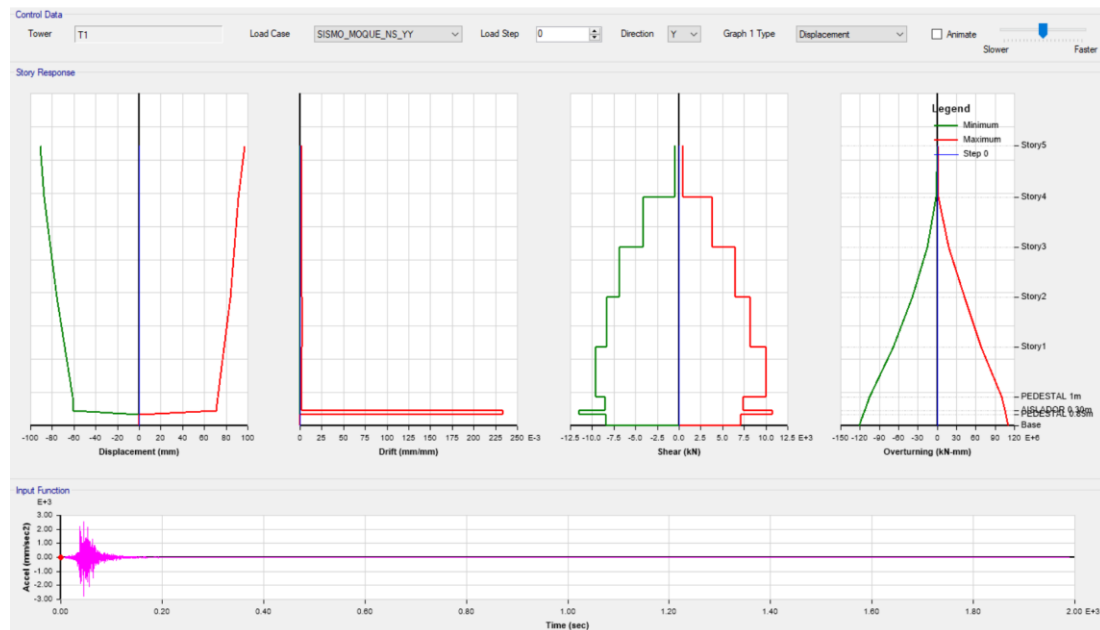 Control Data
Tower T1 Load Case SISMO_MOQUE_NS_YY Load Step 0 Direction Y Graph 1 Type Displacement Animate
Slower Faster
Story Response
Legend
Minimum
Maximum
Step 0
Story5
Story4
Story3
Story2
Story1
PEDESTAL 1m
AISLADOR 0.30m
PEDESTAL 0.85m
Base
-100 -80 -60 -40 -20 0 20 40 60 80 100
Displacement (mm)
0 25 50 75 100 125 150 175 200 225 250 E-3
Drift (mm/mm)
-12.5 -10.0 -7.5 -5.0 -2.5 0.0 2.5 5.0 7.5 10.0 12.5 E+3
Shear (kN)
-150 -120 -90 -60 -30 0 30 60 90 120 E+6
Overturning (kN-mm)
Input Function
E+3
3.00
2.00
1.00
0.00
-1.00
-2.00
-3.00
Accel (mm/sec2)
0.00 0.20 0.40 0.60 0.80 1.00 1.20 1.40 1.60 1.80 2.00 E+3
Time (sec)